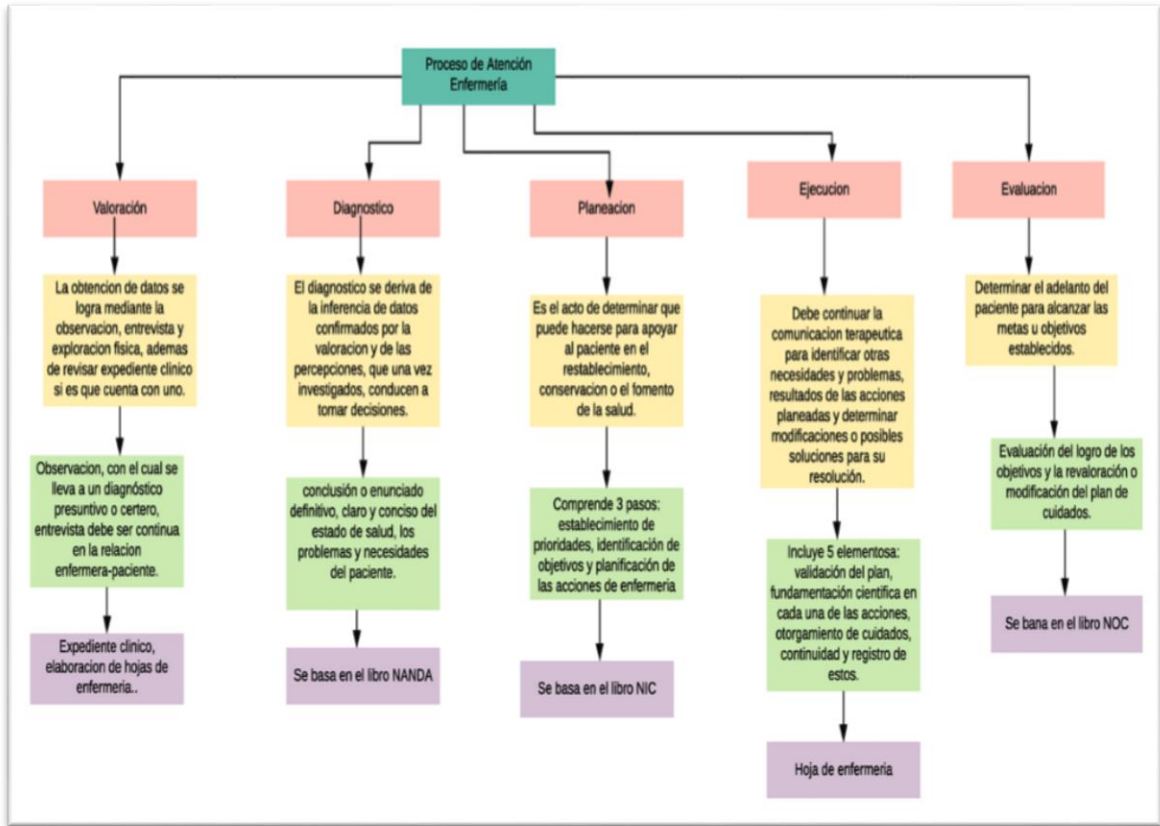 Proceso de Atención
Enfermería
Valoración
La obtencion de datos se
logra mediante la
observacion, entrevista y
exploracion fisica, ademas
de revisar expediente clinico
si es que cuenta con uno.
Observacion, con el cual se
lleva a un diagnóstico
presuntivo o certero,
entrevista debe ser continua
en la relacion
enfermera-paciente.
Expediente clinico,
elaboracion de hojas de
enfermeria..
Diagnostico
El diagnostico se deriva de
la inferencia de datos
confirmados por la
valoracion y de las
percepciones, que una vez
investigados, conducen a
tomar decisiones.
conclusión o enunciado
definitivo, claro y conciso del
estado de salud, los
problemas y necesidades
del paciente.
Se basa en el libro NANDA
Planeacion
Es el acto de determinar que
puede hacerse para apoyar
al paciente en el
restablecimiento,
conservacion o el fomento
de la salud.
Comprende 3 pasos:
establecimiento de
prioridades, identificación de
objetivos y planificación de
las acciones de enfermeria
Se basa en el libro NIC
Ejecucion
Debe continuar la
comunicacion terapeutica
para identificar otras
necesidades y problemas,
resultados de las acciones
planeadas y determinar
modificaciones o posibles
soluciones para su
resolución.
Incluye 5 elementosa:
validación del plan,
fundamentación científica en
cada una de las acciones,
otorgamiento de cuidados,
continuidad y registro de
estos.
Hoja de enfermeria
Evaluacion
Determinar el adelanto del
paciente para alcanzar las
metas u objetivos
establecidos.
Evaluación del logro de los
objetivos y la revaloración o
modificación del plan de
cuidados.
Se bana en el libro NOC